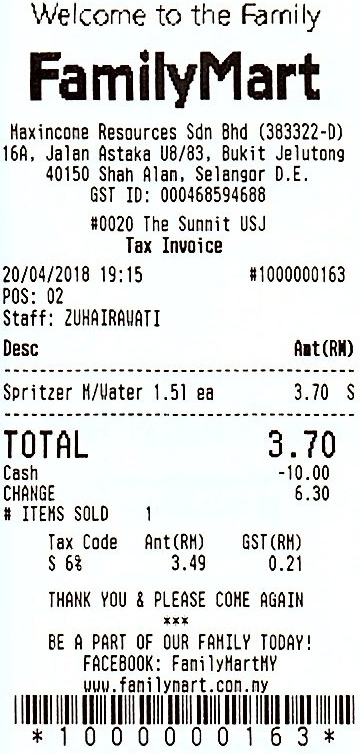 Welcome to the Family
FamilyMart
Maxincome Resources Sdn Bhd (383322-D)
16A, Jalan Astaka U8/83, Bukit Jelutong
40150 Shah Alam, Selangor D.E.
GST ID: 000468594688
#0020 The Summit USJ
Tax Invoice
20/04/2018 19:15 #1000000163
POS: 02
Staff: ZUHAIRAWATI
Desc Amt(RM)
Spritzer M/Water 1.5l ea 3.70 S
TOTAL 3.70
Cash -10.00
CHANGE 6.30
# ITEMS SOLD 1
Tax Code Amt(RM) GST(RM)
S 6% 3.49 0.21
THANK YOU & PLEASE COME AGAIN
***
BE A PART OF OUR FAMILY TODAY!
FACEBOOK: FamilyMartMY
www.familymart.com.my
*1000000163*